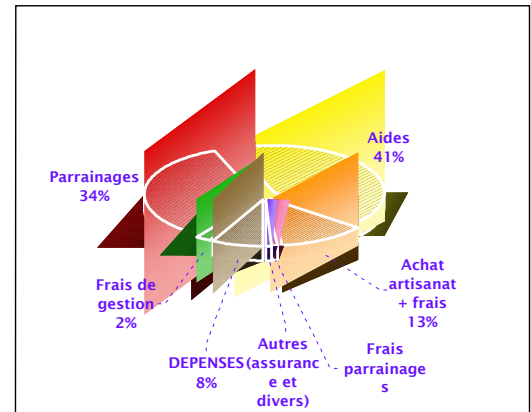 Aides
41%
Parrainages
34%
Achat
artisanat
+ frais
13%
Frais de
gestion
2%
DEPENSES
8%
Autres
(assuranc
e et
divers)
Frais
parrainage
s